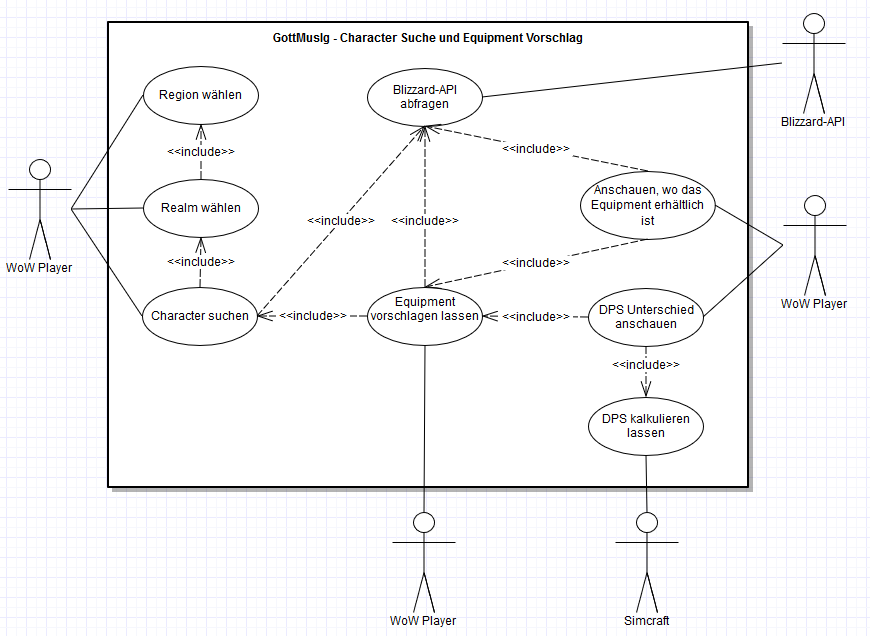 GottMusIg - Character Suche und Equipment Vorschlag
Region wählen
Blizzard-API
abfragen
Blizzard-API
<<include>>
<<include>>
Anschauen, wo das
Equipment erhältlich
ist
Realm wählen
<<include>>
<<include>>
WoW Player
<<include>>
<<include>>
WoW Player
Character suchen
<<include>>
Equipment
vorschlagen lassen
<<include>>
DPS Unterschied
anschauen
<<include>>
DPS kalkulieren
lassen
WoW Player
Simcraft